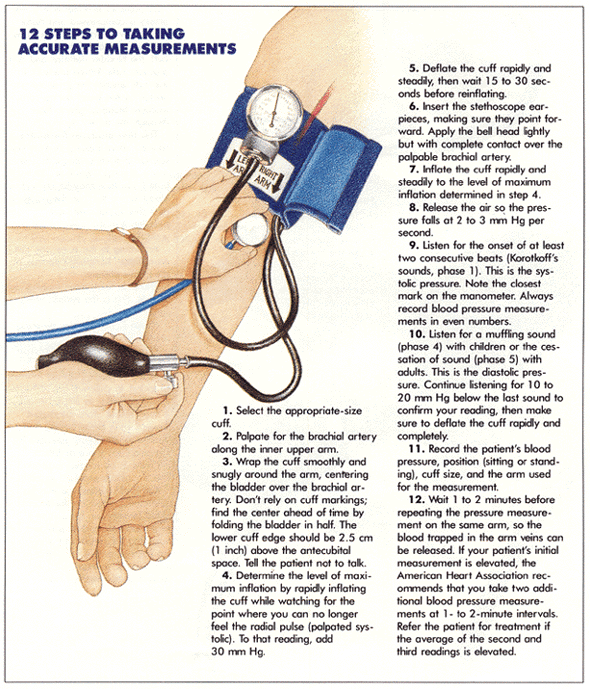 12 STEPS TO TAKING
ACCURATE MEASUREMENTS
LEFT
ARM
RIGHT
ARM
1. Select the appropriate-size
cuff.
2. Palpate for the brachial artery
along the inner upper arm.
3. Wrap the cuff smoothly and
snugly around the arm, centering
the bladder over the brachial ar-
tery. Don't rely on cuff markings;
find the center ahead of time by
folding the bladder in half. The
lower cuff edge should be 2.5 cm
(1 inch) above the antecubital
space. Tell the patient not to talk.
4. Determine the level of maxi-
mum inflation by rapidly inflating
the cuff while watching for the
point where you can no longer
feel the radial pulse (palpated sys-
tolic). To that reading, add
30 mm Hg.
5. Deflate the cuff rapidly and
steadily, then wait 15 to 30 sec-
onds before reinflating.
6. Insert the stethoscope ear-
pieces, making sure they point for-
ward. Apply the bell head lightly
but with complete contact over the
palpable brachial artery.
7. Inflate the cuff rapidly and
steadily to the level of maximum
inflation determined in step 4.
8. Release the air so the pres-
sure falls at 2 to 3 mm Hg per
second.
9. Listen for the onset of at least
two consecutive beats (Korotkoff's
sounds, phase 1). This is the sys-
tolic pressure. Note the closest
mark on the manometer. Always
record blood pressure measure-
ments in even numbers.
10. Listen for a muffling sound
(phase 4) with children or the ces-
sation of sound (phase 5) with
adults. This is the diastolic pres-
sure. Continue listening for 10 to
20 mm Hg below the last sound to
confirm your reading, then make
sure to deflate the cuff rapidly and
completely.
11. Record the patient's blood
pressure, position (sitting or stand-
ing), cuff size, and the arm used
for the measurement.
12. Wait 1 to 2 minutes before
repeating the pressure measure-
ment on the same arm, so the
blood trapped in the arm veins can
be released. If your patient's initial
measurement is elevated, the
American Heart Association rec-
ommends that you take two addi-
tional blood pressure measure-
ments at 1- to 2-minute intervals.
Refer the patient for treatment if
the average of the second and
third readings is elevated.